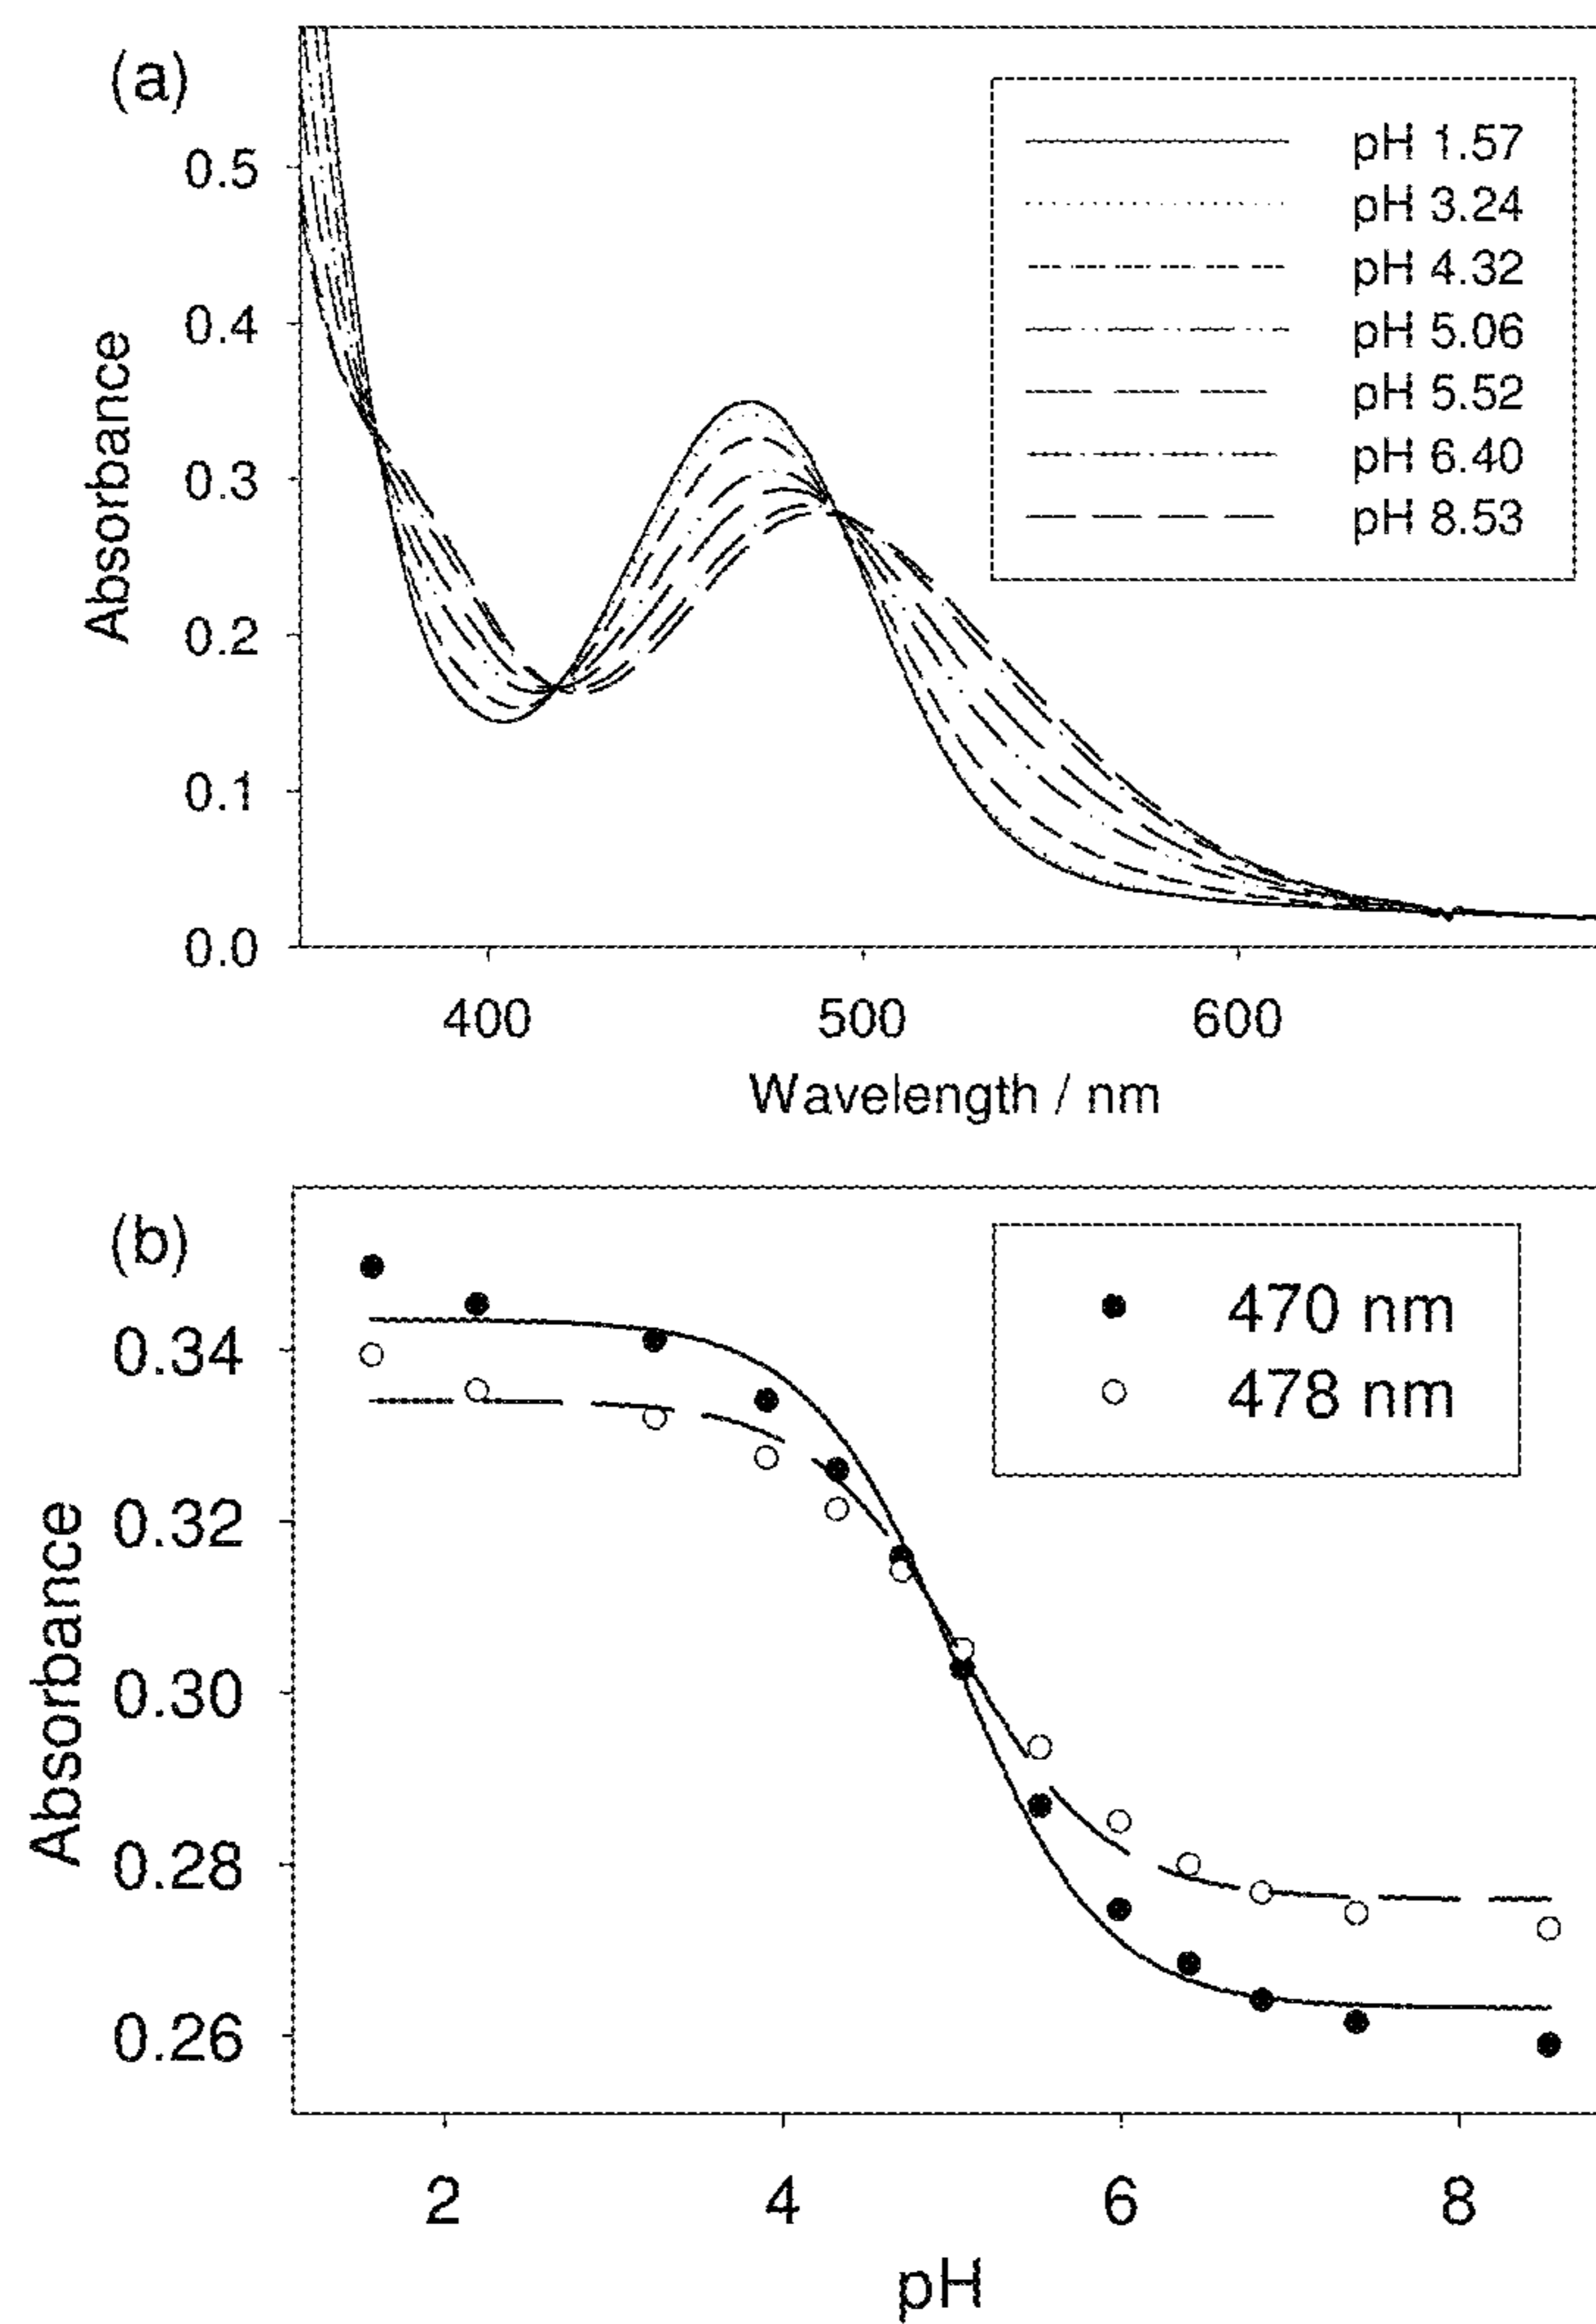 (a)
pH 1.57
pH 3.24
pH 4.32
pH 5.06
pH 5.52
pH 6.40
pH 8.53
0.5
0.4
0.3
0.2
0.1
0.0
Absorbance
400 500 600
Wavelength / nm
(b)
470 nm
478 nm
0.34
0.32
0.30
0.28
0.26
Absorbance
2 4 6 8
pH